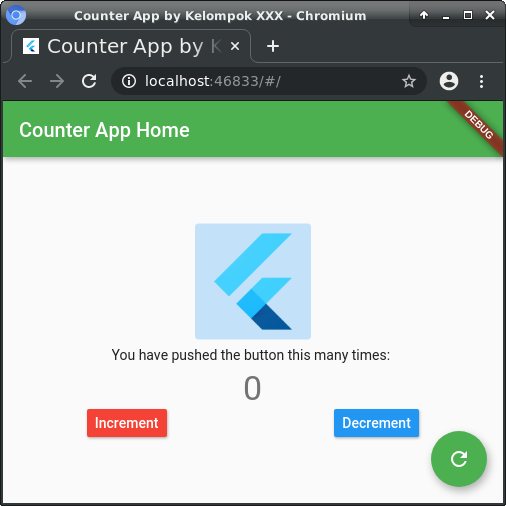 Counter App by Kelompok XXX - Chromium
Counter App by K
localhost:46833/#/
Counter App Home
DEBUG
You have pushed the button this many times:
0
Increment
Decrement